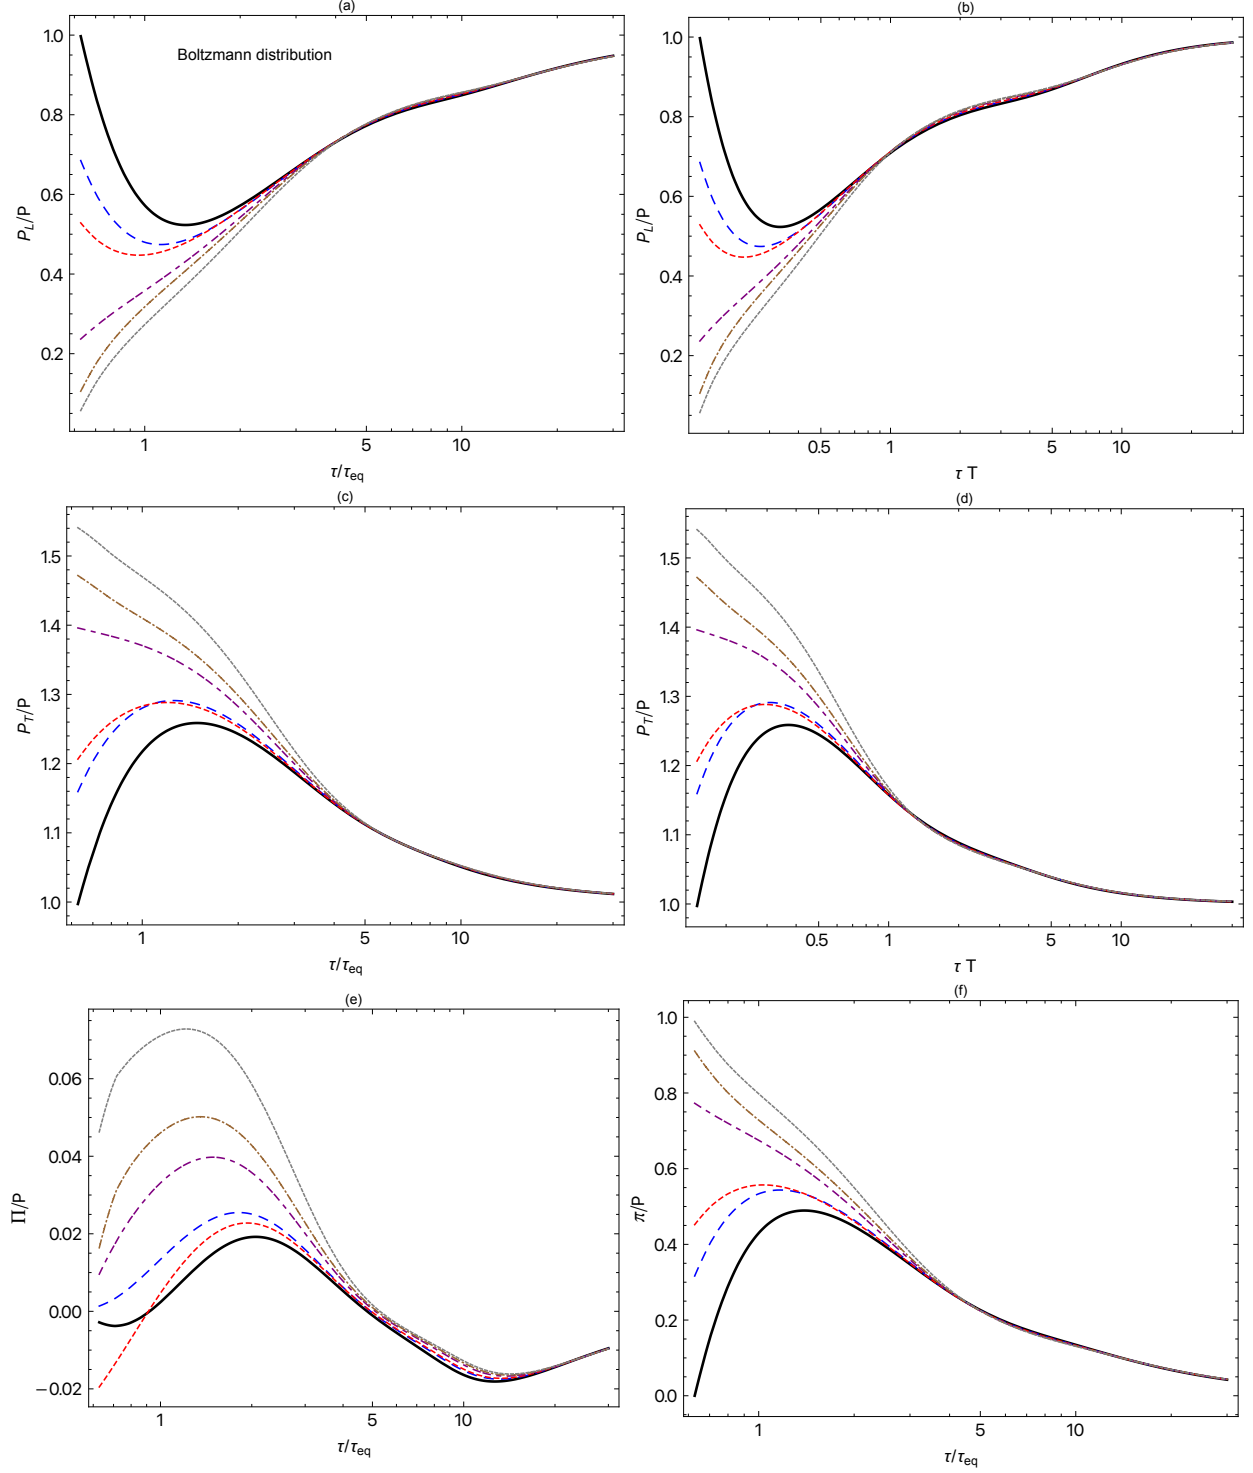 (a)
Boltzmann distribution
1.0
0.8
0.6
0.4
0.2
P_L/P
1 5 10
τ/τ_eq
(b)
1.0
0.8
0.6
0.4
0.2
P_L/P
0.5 1 5 10
τ T
(c)
1.5
1.4
1.3
1.2
1.1
1.0
P_T/P
1 5 10
τ/τ_eq
(d)
1.5
1.4
1.3
1.2
1.1
1.0
P_T/P
0.5 1 5 10
τ T
(e)
0.06
0.04
0.02
0.00
−0.02
Π/P
1 5 10
τ/τ_eq
(f)
1.0
0.8
0.6
0.4
0.2
0.0
π/P
1 5 10
τ/τ_eq